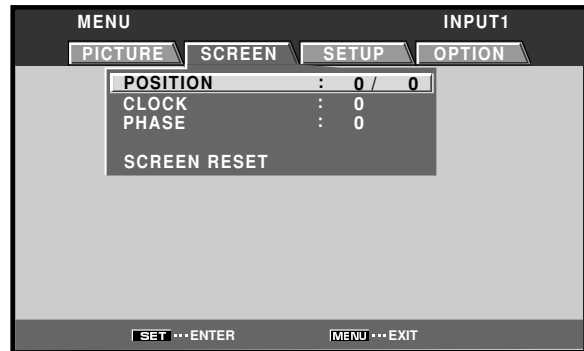 MENU INPUT1
PICTURE SCREEN SETUP OPTION
POSITION : 0 / 0
CLOCK : 0
PHASE : 0
SCREEN RESET
SET ··· ENTER MENU ··· EXIT